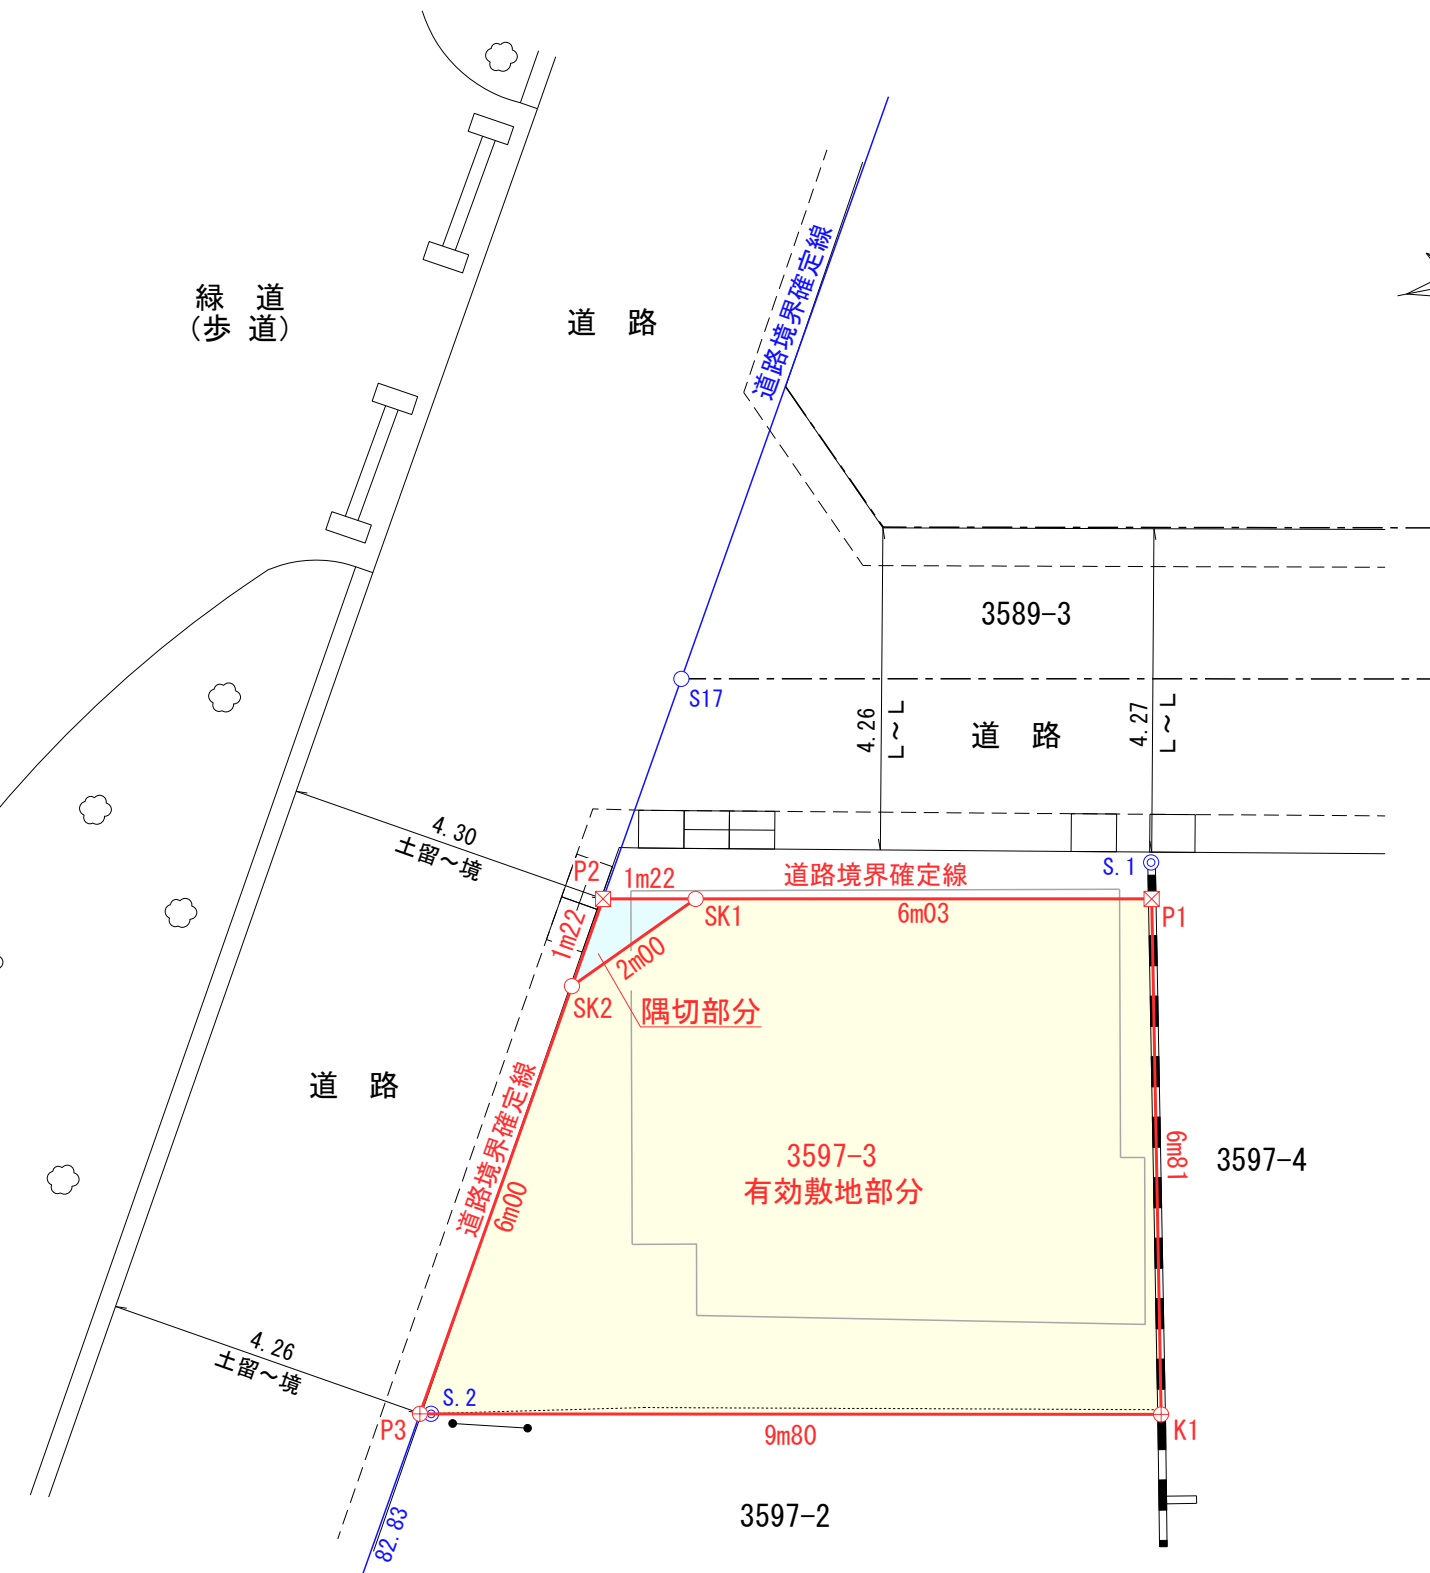 道路境界確定線
緑 道
(歩 道)
道 路
3589-3
S17
4.26
L~L
道 路
4.27
L~L
4.30
土留~境
P2
1m22
道路境界確定線
S.1
SK1
6m03
P1
1m22
2m00
SK2
隅切部分
道 路
道路境界確定線
6m00
3597-3
有効敷地部分
6m81
3597-4
4.26
土留~境
S.2
P3
9m80
K1
82.83
3597-2